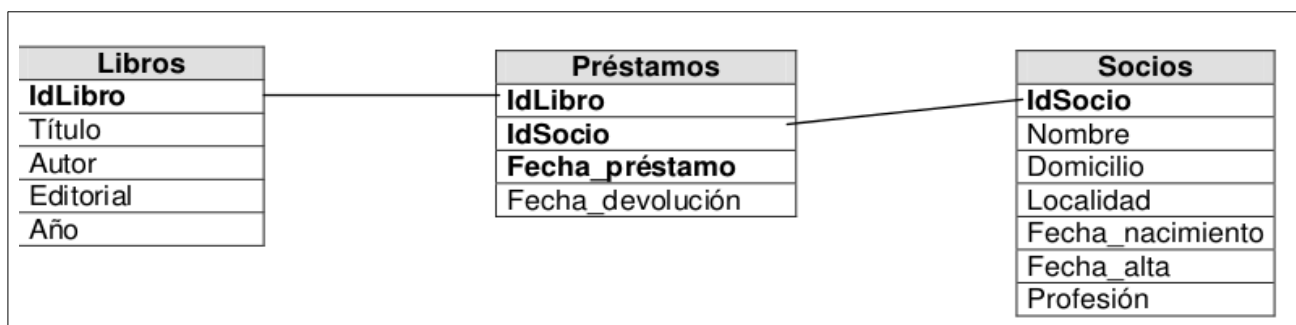 Libros
IdLibro
Título
Autor
Editorial
Año
Préstamos
IdLibro
IdSocio
Fecha_préstamo
Fecha_devolución
Socios
IdSocio
Nombre
Domicilio
Localidad
Fecha_nacimiento
Fecha_alta
Profesión